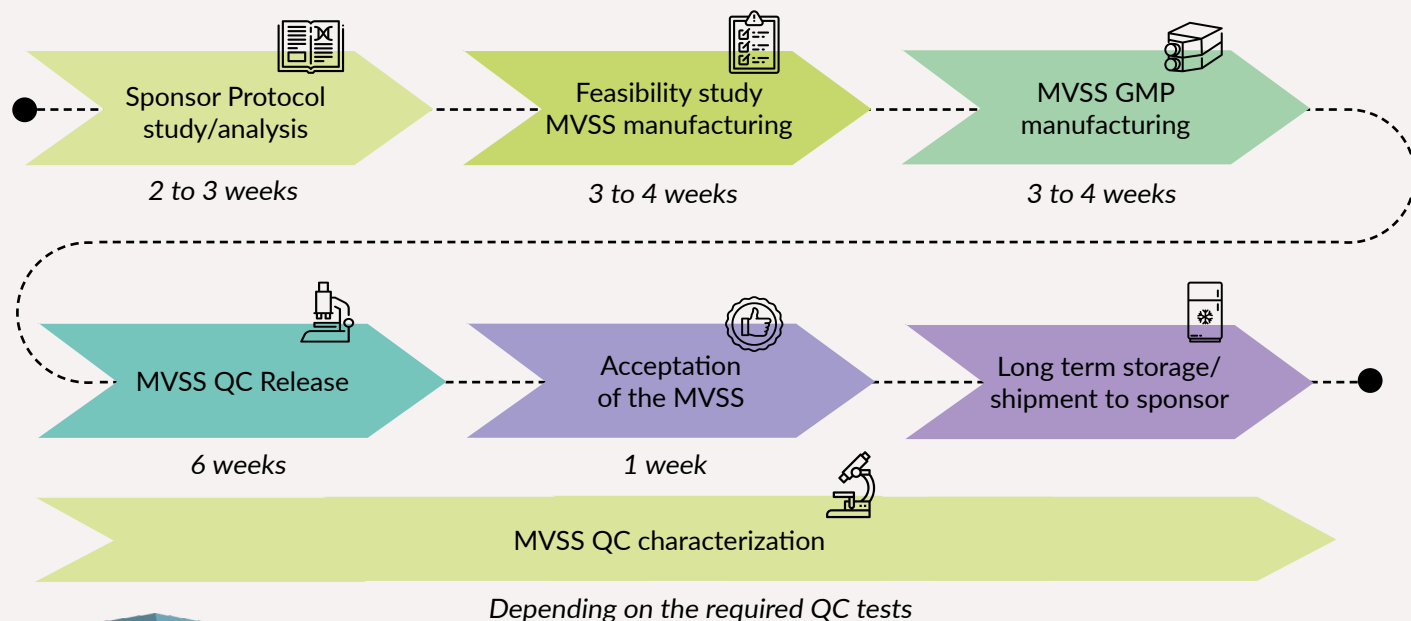 Sponsor Protocol
study/analysis
2 to 3 weeks
Feasibility study
MVSS manufacturing
3 to 4 weeks
MVSS GMP
manufacturing
3 to 4 weeks
MVSS QC Release
6 weeks
Acceptation
of the MVSS
1 week
Long term storage/
shipment to sponsor
MVSS QC characterization
Depending on the required QC tests